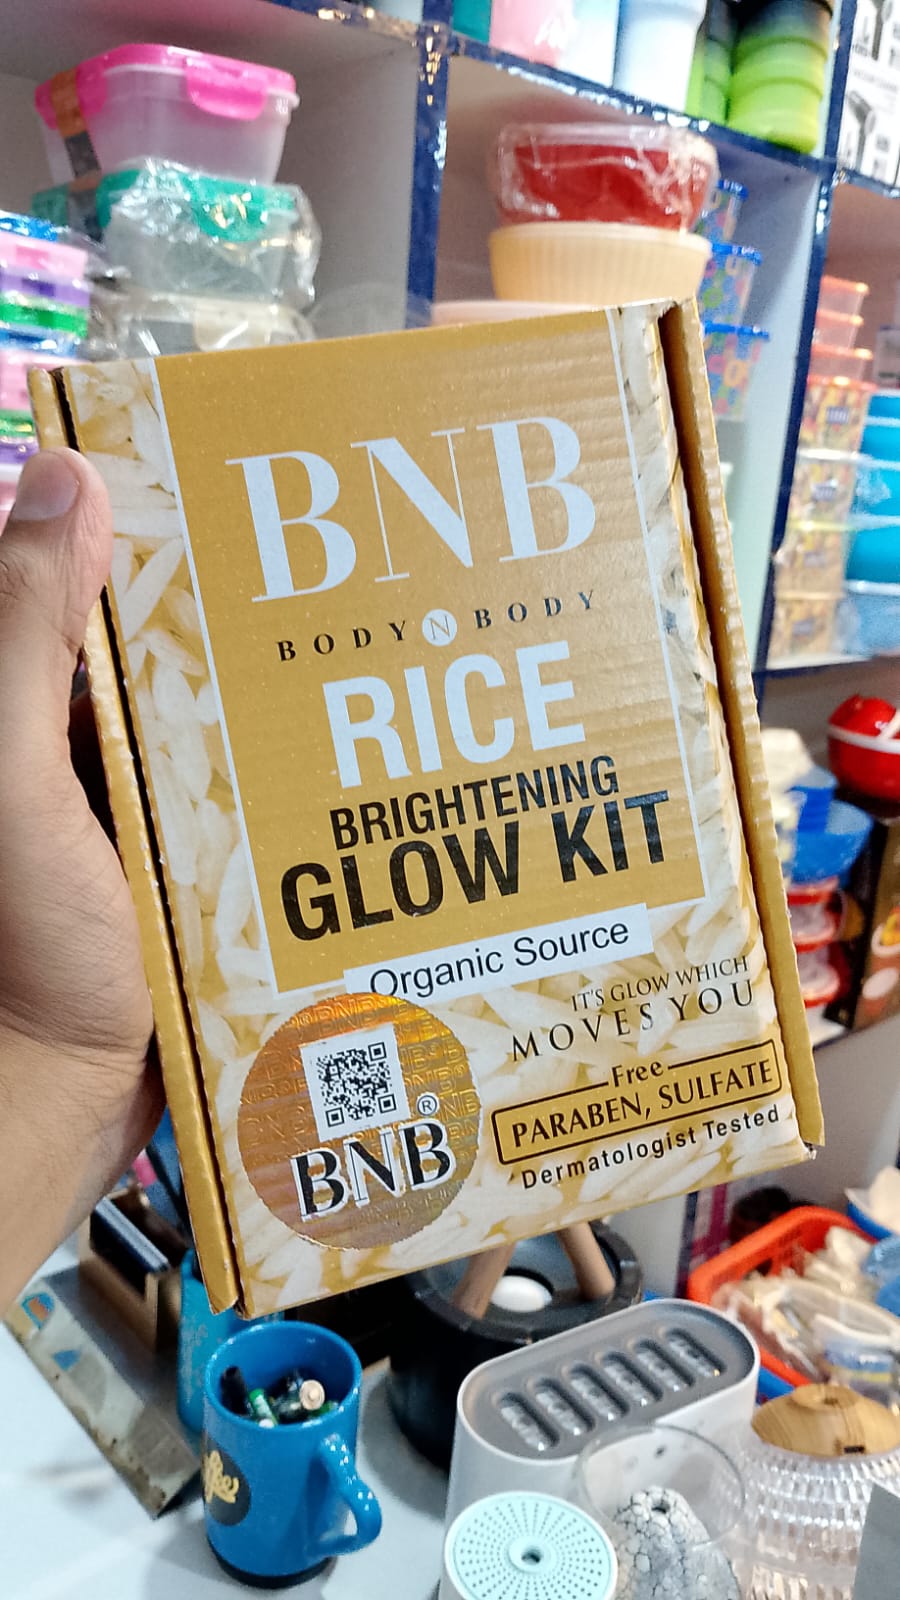 BNB
BODY N BODY
RICE
BRIGHTENING
GLOW KIT
Organic Source
IT'S GLOW WHICH
MOVES YOU
Free
PARABEN, SULFATE
Dermatologist Tested
BNB®